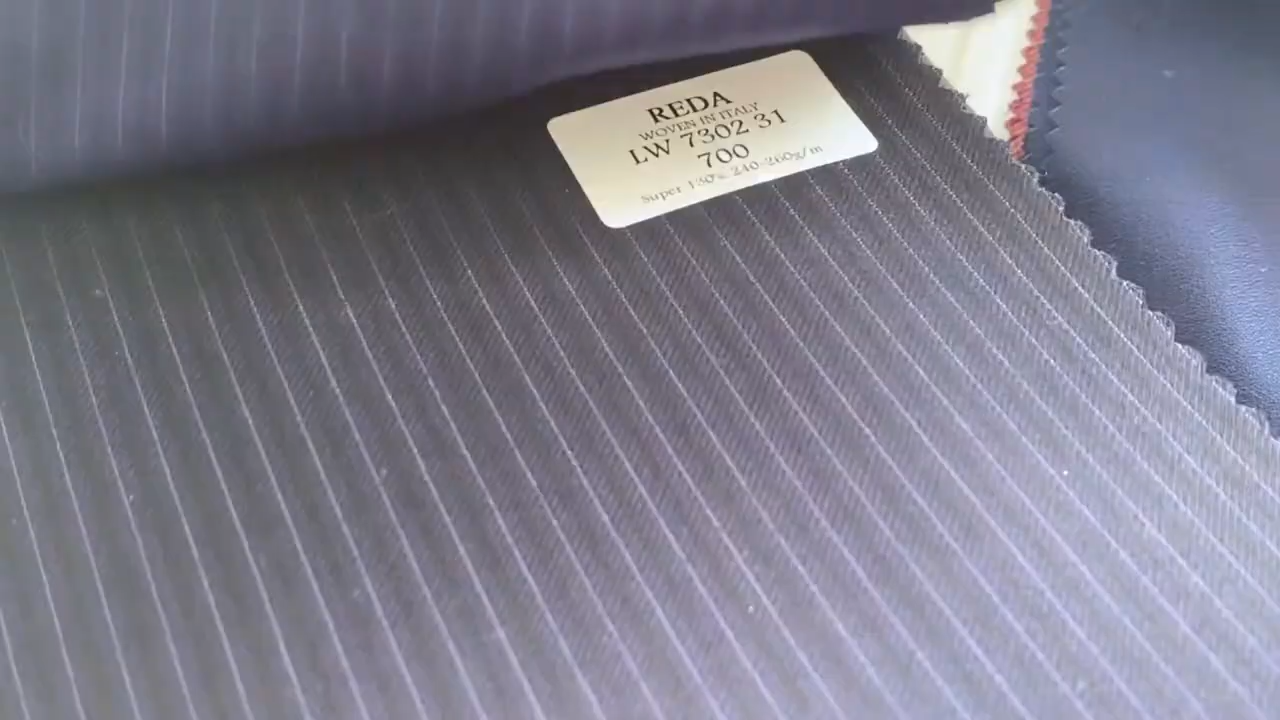 REDA
WOVEN IN ITALY
LW 7302 31
700
Super 130's 240-260g/m